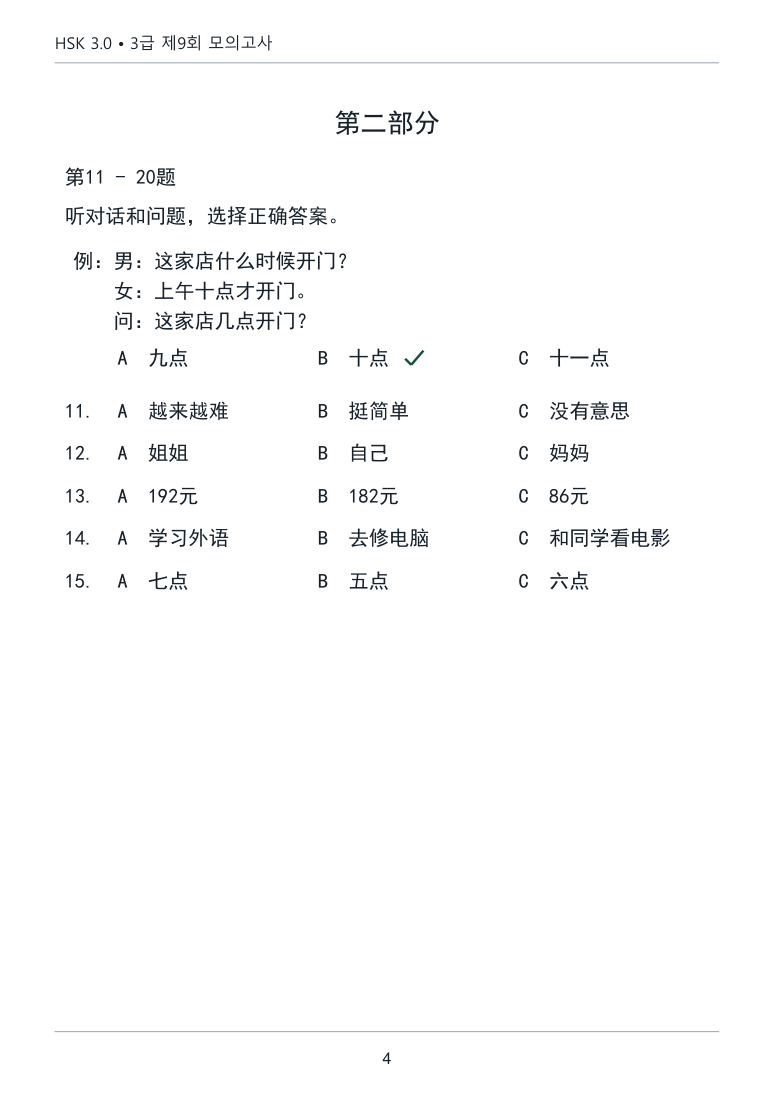 HSK 3.0 • 3급 제9회 모의고사
第二部分
第11 - 20题
听对话和问题，选择正确答案。
例：男：这家店什么时候开门？
女：上午十点才开门。
问：这家店几点开门？
A 九点 B 十点 ✓ C 十一点
11. A 越来越难 B 挺简单 C 没有意思
12. A 姐姐 B 自己 C 妈妈
13. A 192元 B 182元 C 86元
14. A 学习外语 B 去修电脑 C 和同学看电影
15. A 七点 B 五点 C 六点
4